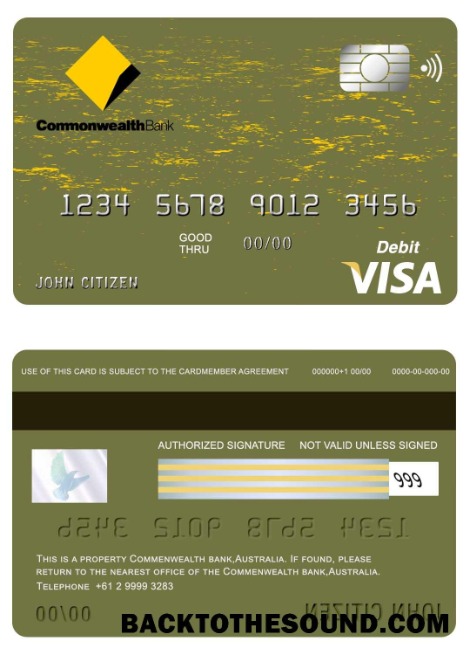 CommonwealthBank
1234 5678 9012 3456
GOOD
THRU 00/00
Debit
JOHN CITIZEN
VISA
USE OF THIS CARD IS SUBJECT TO THE CARDMEMBER AGREEMENT 000000+1 00/00 0000-00-000-00
AUTHORIZED SIGNATURE NOT VALID UNLESS SIGNED
999
THIS IS A PROPERTY COMMONWEALTH BANK,AUSTRALIA. IF FOUND, PLEASE
RETURN TO THE NEAREST OFFICE OF THE COMMONWEALTH BANK,AUSTRALIA.
TELEPHONE +61 2 9999 3283
00/00
BACKTOTHESOUND.COM